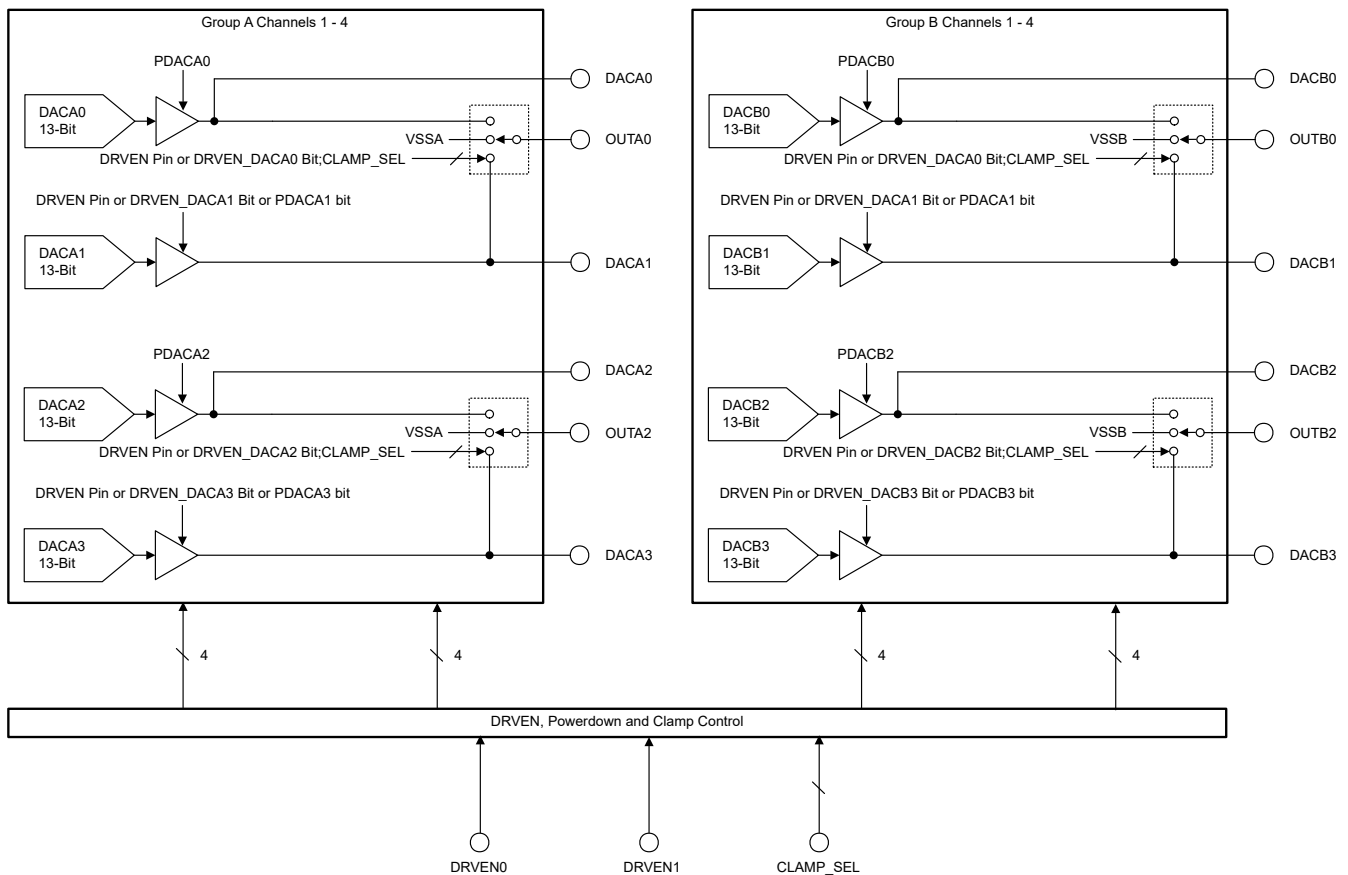 Group A Channels 1 - 4
PDACA0
DACA0
DACA0
13-Bit
VSSA
OUTA0
DRVEN Pin or DRVEN_DACA0 Bit;CLAMP_SEL
DRVEN Pin or DRVEN_DACA1 Bit or PDACA1 bit
DACA1
13-Bit
DACA1
PDACA2
DACA2
DACA2
13-Bit
VSSA
OUTA2
DRVEN Pin or DRVEN_DACA2 Bit;CLAMP_SEL
DRVEN Pin or DRVEN_DACA3 Bit or PDACA3 bit
DACA3
13-Bit
DACA3
Group B Channels 1 - 4
PDACB0
DACB0
DACB0
13-Bit
VSSB
OUTB0
DRVEN Pin or DRVEN_DACA0 Bit;CLAMP_SEL
DRVEN Pin or DRVEN_DACA1 Bit or PDACA1 bit
DACB1
13-Bit
DACB1
PDACB2
DACB2
DACB2
13-Bit
VSSB
OUTB2
DRVEN Pin or DRVEN_DACB2 Bit;CLAMP_SEL
DRVEN Pin or DRVEN_DACB3 Bit or PDACB3 bit
DACB3
13-Bit
DACB3
4
4
4
4
DRVEN, Powerdown and Clamp Control
DRVEN0
DRVEN1
CLAMP_SEL